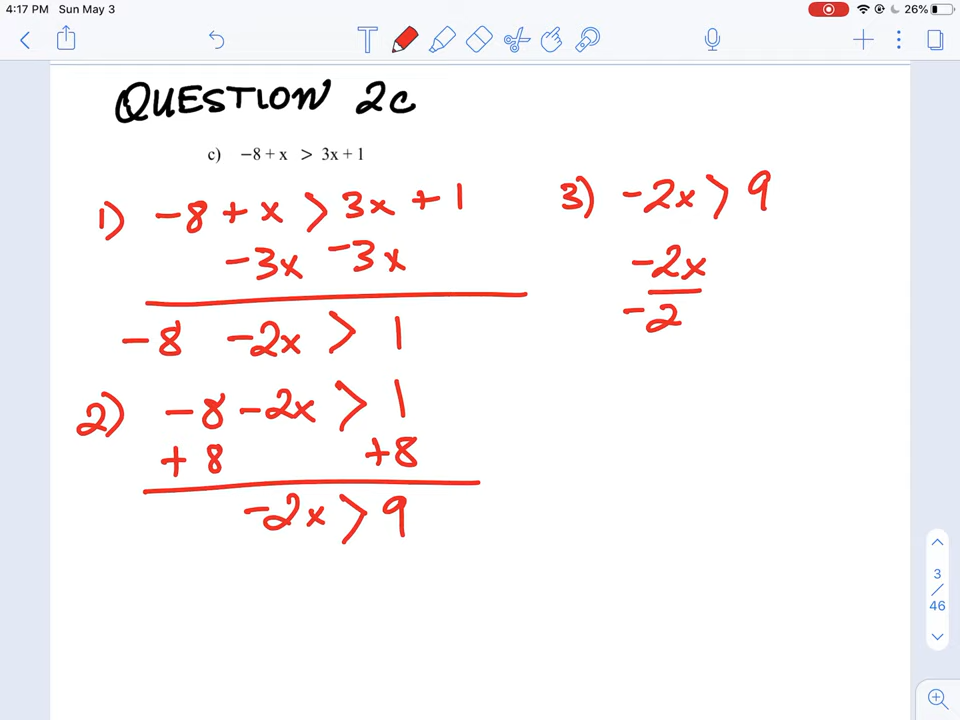 4:17 PM Sun May 3
26%
QUESTION 2c
c) −8 + x > 3x + 1
1) -8 + x > 3x + 1
-3x -3x
-8 -2x > 1
2) -8 -2x > 1
+8 +8
-2x > 9
3) -2x > 9
-2x
-2
T
3
/
46